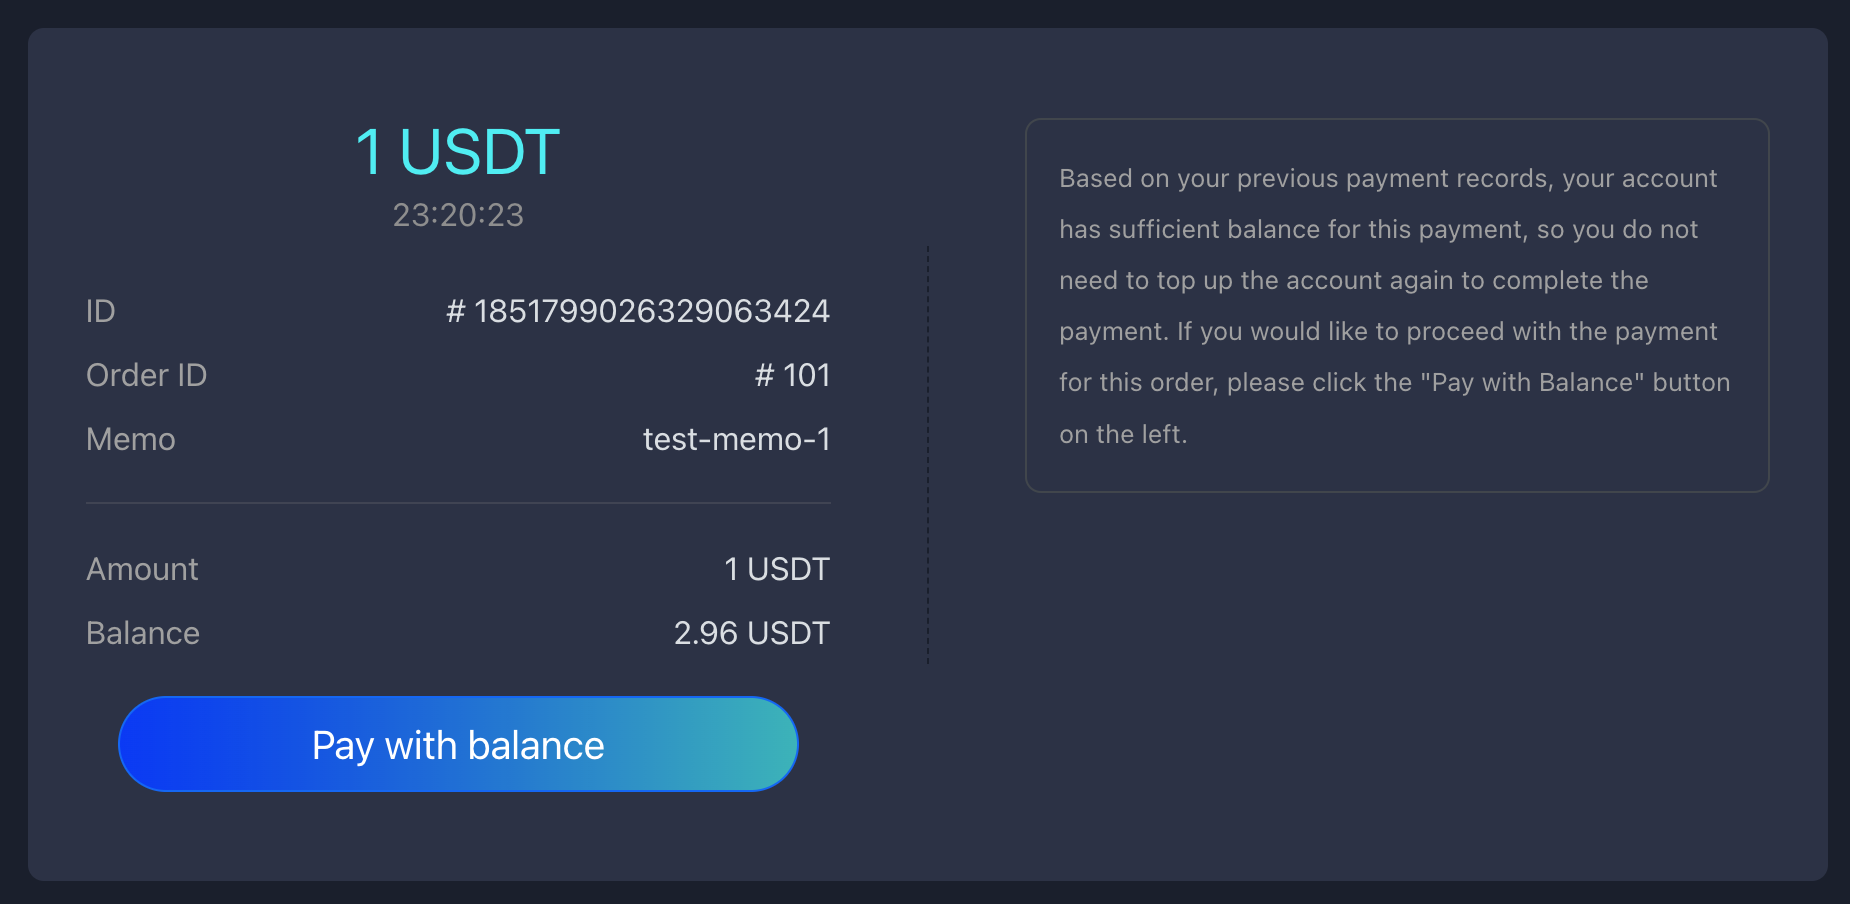 1 USDT
23:20:23
ID # 1851799026329063424
Order ID # 101
Memo test-memo-1
Amount 1 USDT
Balance 2.96 USDT
Pay with balance
Based on your previous payment records, your account
has sufficient balance for this payment, so you do not
need to top up the account again to complete the
payment. If you would like to proceed with the payment
for this order, please click the "Pay with Balance" button
on the left.